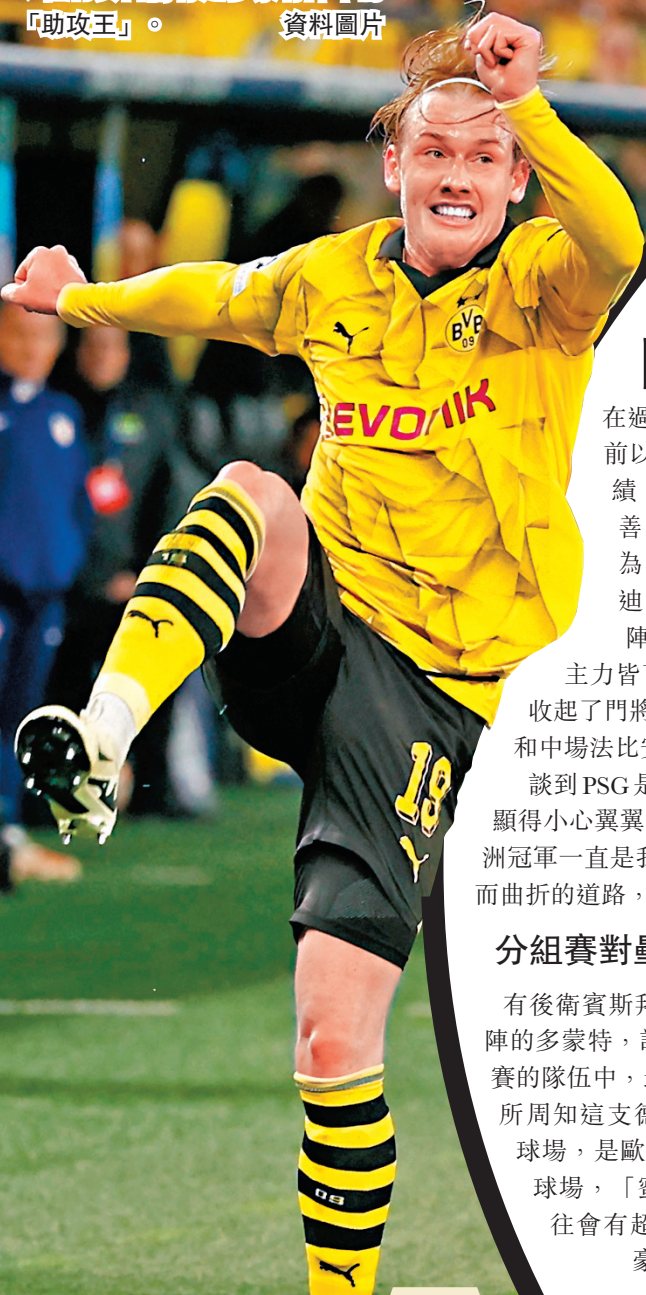 「助攻王」。 資料圖片
BVB
09
EVONIK
19
09
在過
前以
績
善
為
迪
陣
主力皆
收起了門將
和中場法比
談到PSG是
顯得小心翼翼
洲冠軍一直是我
而曲折的道路，
分組賽對壘
有後衛賓斯拜
陣的多蒙特，
賽的隊伍中，
所周知這支德
球場，是歐
球場，「
往會有超
豪